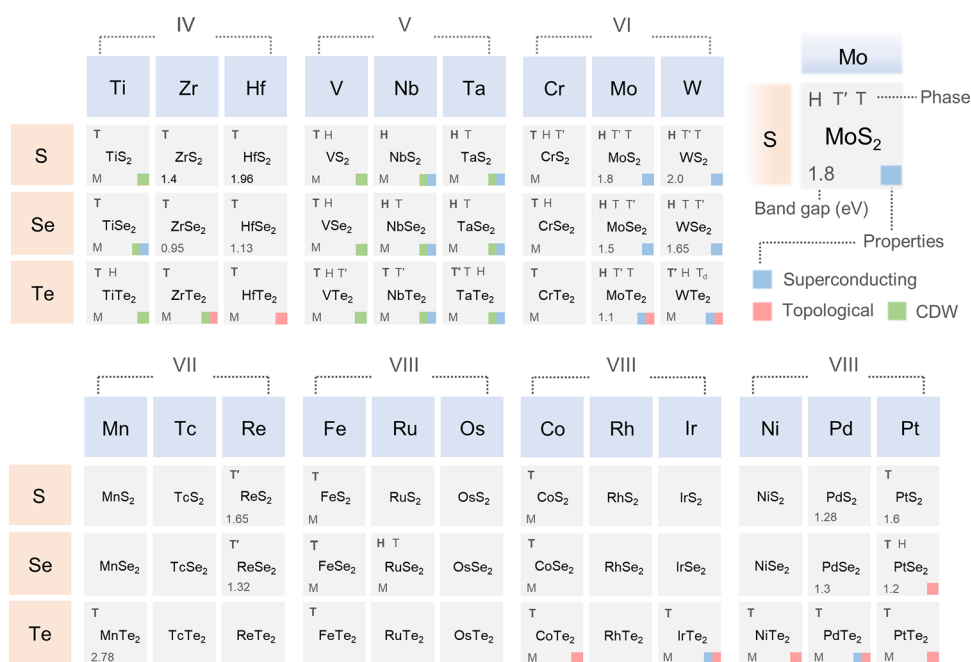 IV V VI
Ti Zr Hf V Nb Ta Cr Mo W
Mo
H T′ T Phase
S MoS2
1.8
Band gap (eV)
Properties
Superconducting
Topological CDW
S
T T T T H H H T T H T′ H T′ T H T′ T
TiS2 ZrS2 HfS2 VS2 NbS2 TaS2 CrS2 MoS2 WS2
M 1.4 1.96 M M M M 1.8 2.0
Se
T T T T H H T H T T H H T T′ H T T′
TiSe2 ZrSe2 HfSe2 VSe2 NbSe2 TaSe2 CrSe2 MoSe2 WSe2
M 0.95 1.13 M M M M 1.5 1.65
Te
T H T T T H T′ T T′ T′ T H T H T′ T T′ H Td
TiTe2 ZrTe2 HfTe2 VTe2 NbTe2 TaTe2 CrTe2 MoTe2 WTe2
M M M M M M M 1.1 M
VII VIII VIII VIII
Mn Tc Re Fe Ru Os Co Rh Ir Ni Pd Pt
S
T′ T T T
MnS2 TcS2 ReS2 FeS2 RuS2 OsS2 CoS2 RhS2 IrS2 NiS2 PdS2 PtS2
1.65 M M 1.28 1.6
Se
T′ T H T T T H
MnSe2 TcSe2 ReSe2 FeSe2 RuSe2 OsSe2 CoSe2 RhSe2 IrSe2 NiSe2 PdSe2 PtSe2
1.32 M M M 1.3 1.2
Te
T T T T T T T
MnTe2 TcTe2 ReTe2 FeTe2 RuTe2 OsTe2 CoTe2 RhTe2 IrTe2 NiTe2 PdTe2 PtTe2
2.78 M M M M M M